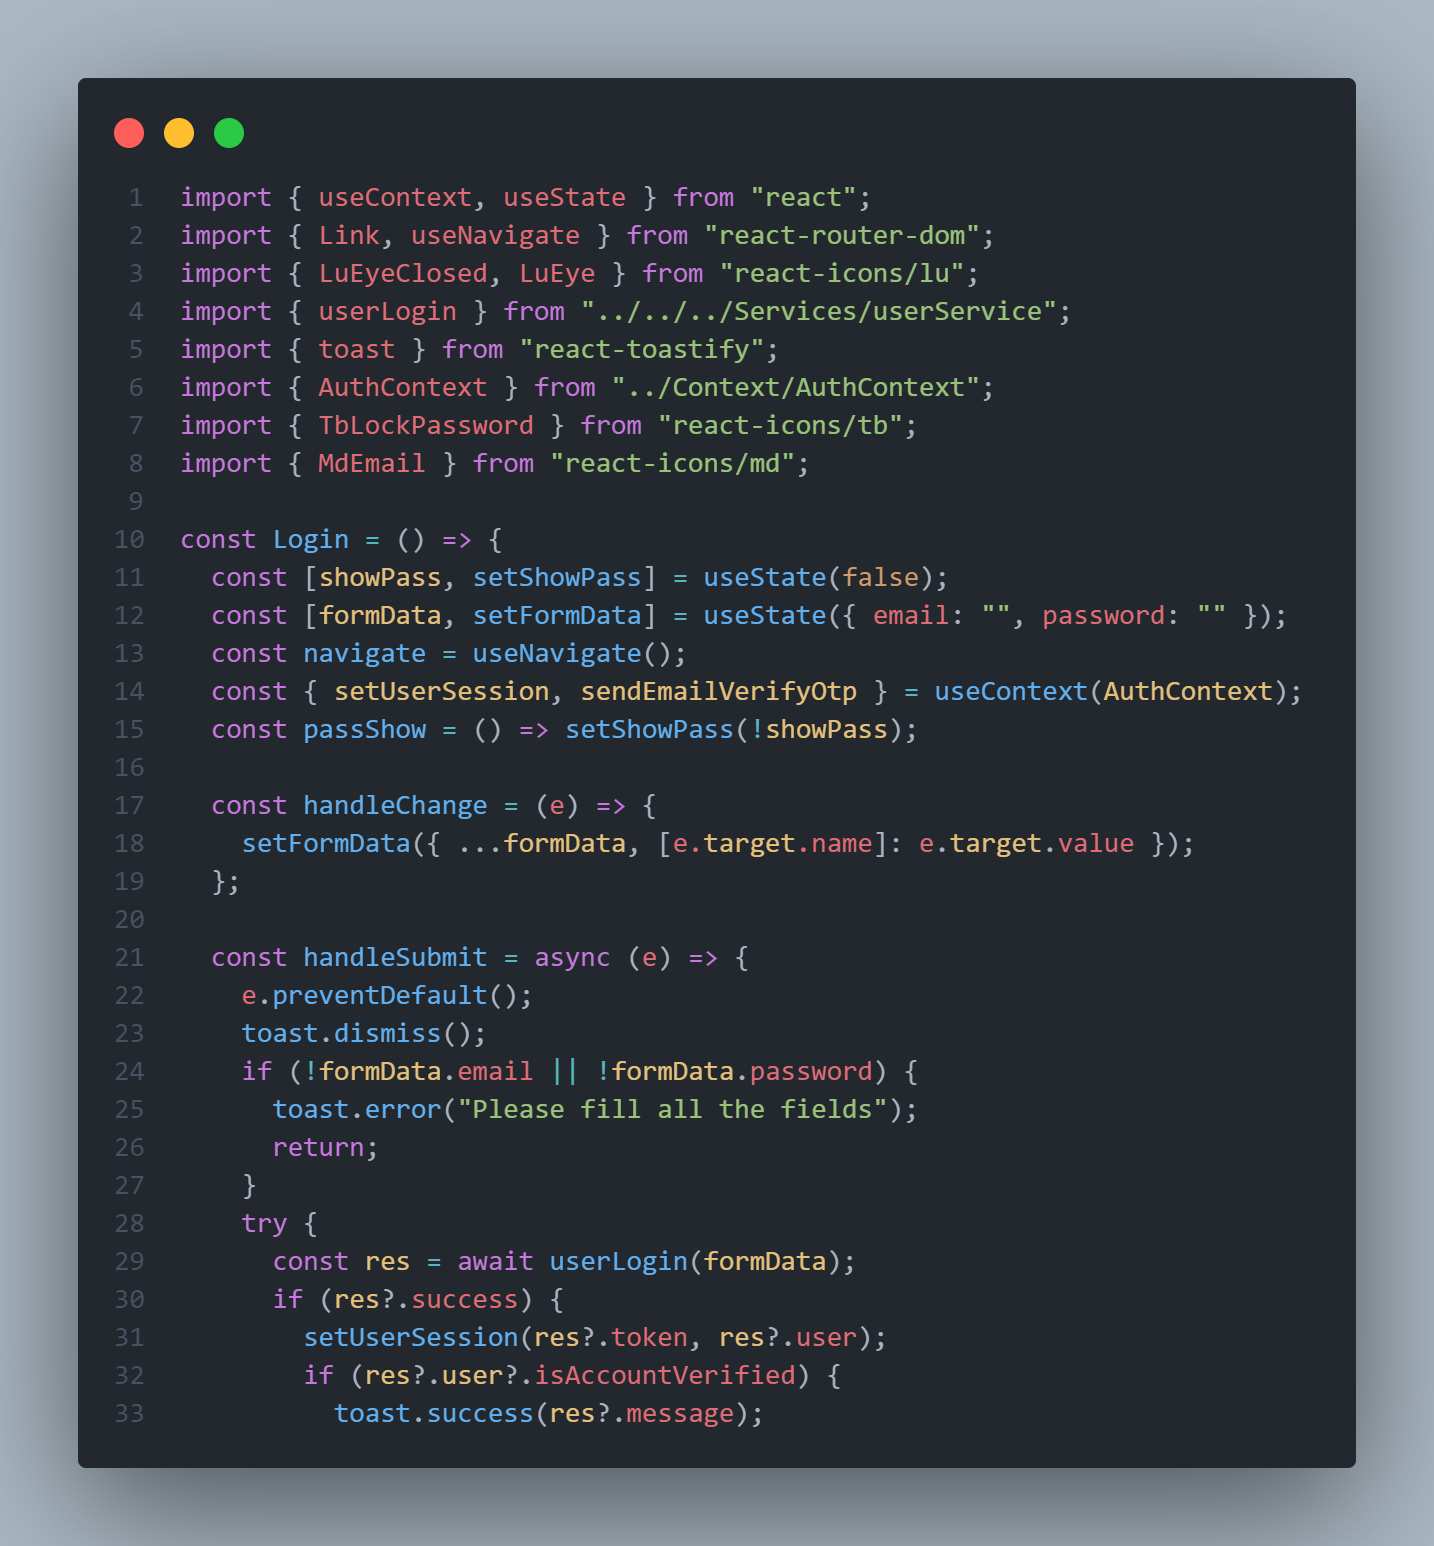 1 import { useContext, useState } from "react";
2 import { Link, useNavigate } from "react-router-dom";
3 import { LuEyeClosed, LuEye } from "react-icons/lu";
4 import { userLogin } from "../../../Services/userService";
5 import { toast } from "react-toastify";
6 import { AuthContext } from "../Context/AuthContext";
7 import { TbLockPassword } from "react-icons/tb";
8 import { MdEmail } from "react-icons/md";
9
10 const Login = () => {
11   const [showPass, setShowPass] = useState(false);
12   const [formData, setFormData] = useState({ email: "", password: "" });
13   const navigate = useNavigate();
14   const { setUserSession, sendEmailVerifyOtp } = useContext(AuthContext);
15   const passShow = () => setShowPass(!showPass);
16
17   const handleChange = (e) => {
18     setFormData({ ...formData, [e.target.name]: e.target.value });
19   };
20
21   const handleSubmit = async (e) => {
22     e.preventDefault();
23     toast.dismiss();
24     if (!formData.email || !formData.password) {
25       toast.error("Please fill all the fields");
26       return;
27     }
28     try {
29       const res = await userLogin(formData);
30       if (res?.success) {
31         setUserSession(res?.token, res?.user);
32         if (res?.user?.isAccountVerified) {
33           toast.success(res?.message);